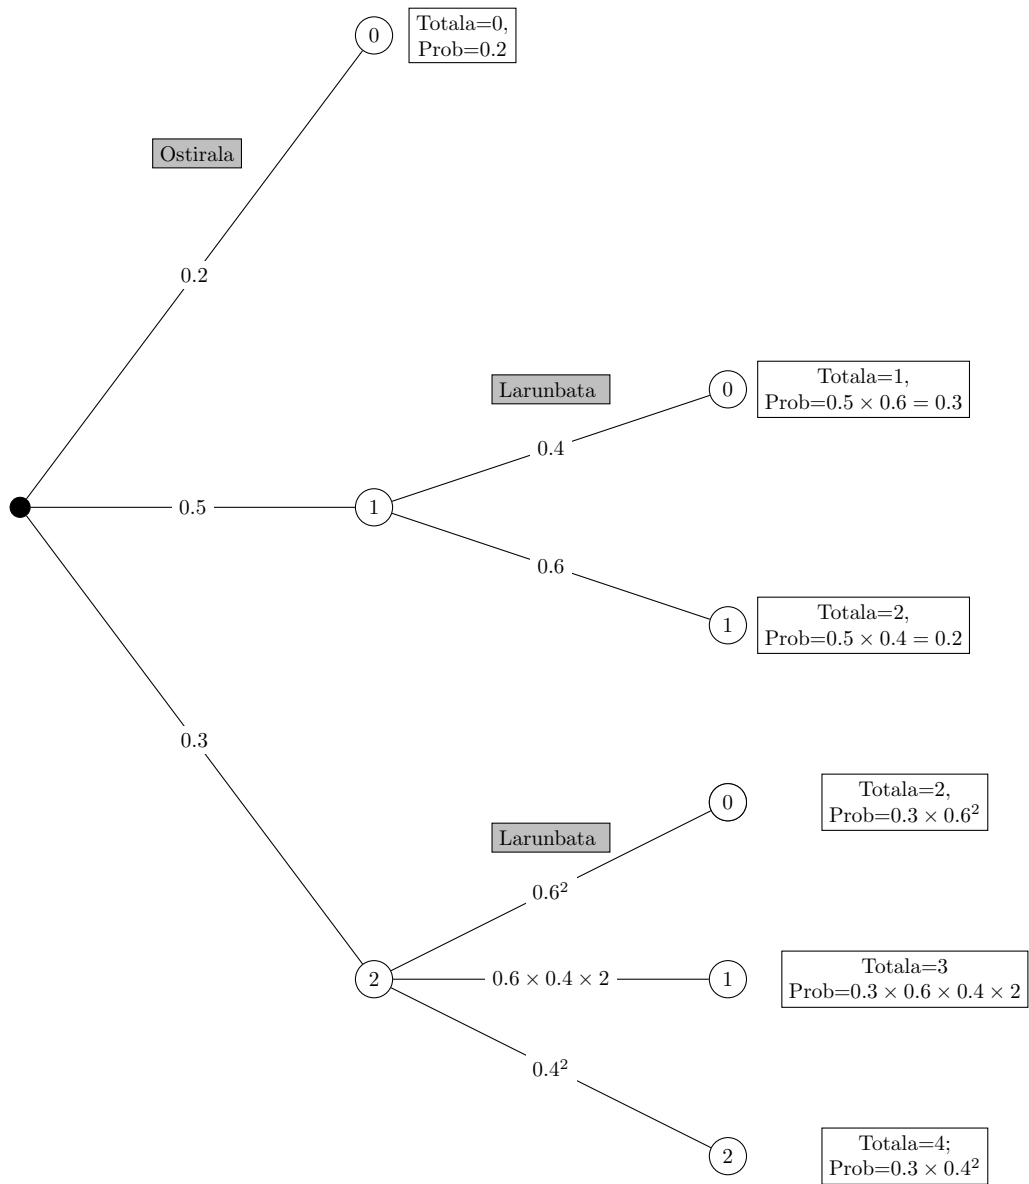 0
Totala=0,
Prob=0.2
Ostirala
0.2
Larunbata
0
Totala=1,
Prob=0.5 × 0.6 = 0.3
0.4
0.5
1
0.6
1
Totala=2,
Prob=0.5 × 0.4 = 0.2
0.3
0
Totala=2,
Prob=0.3 × 0.6²
Larunbata
0.6²
2
0.6 × 0.4 × 2
1
Totala=3
Prob=0.3 × 0.6 × 0.4 × 2
0.4²
2
Totala=4;
Prob=0.3 × 0.4²